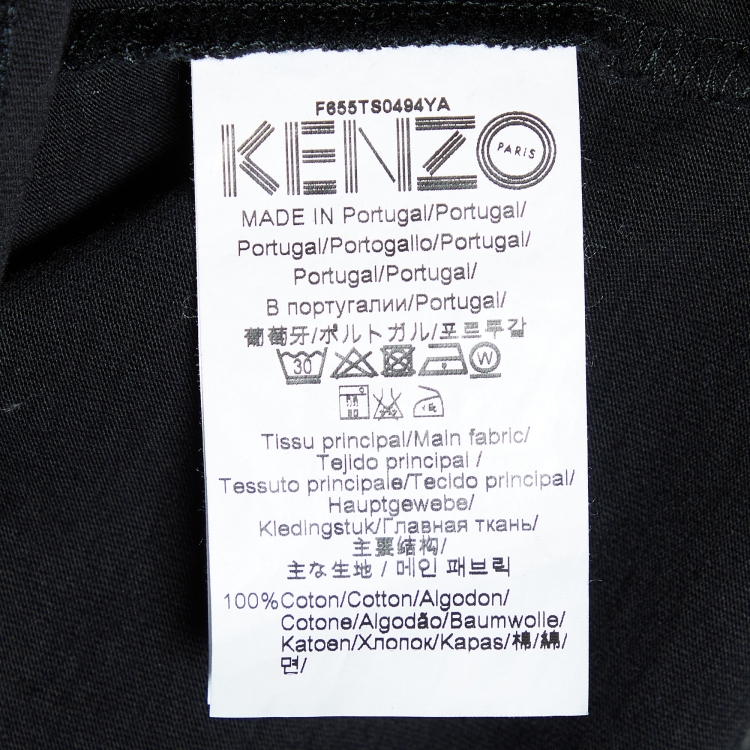 F655TS0494YA
KENZO PARIS
MADE IN Portugal/Portugal/
Portugal/Portogallo/Portugal/
Portugal/Portugal/
В португалии/Portugal/
葡萄牙/ポルトガル/포르투갈
30 W
Tissu principal/Main fabric/
Tejido principal /
Tessuto principale/Tecido principal/
Hauptgewebe/
Kledingstuk/Главная ткань/
主要结构/
主な生地 / 메인 패브릭
100%Coton/Cotton/Algodon/
Cotone/Algodão/Baumwolle/
Katoen/Хлопок/Kapas/棉/綿/
면/